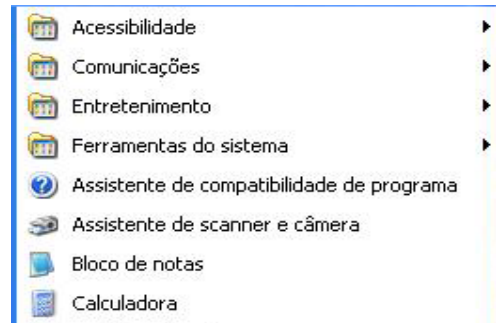 Acessibilidade
Comunicações
Entretenimento
Ferramentas do sistema
Assistente de compatibilidade de programa
Assistente de scanner e câmera
Bloco de notas
Calculadora